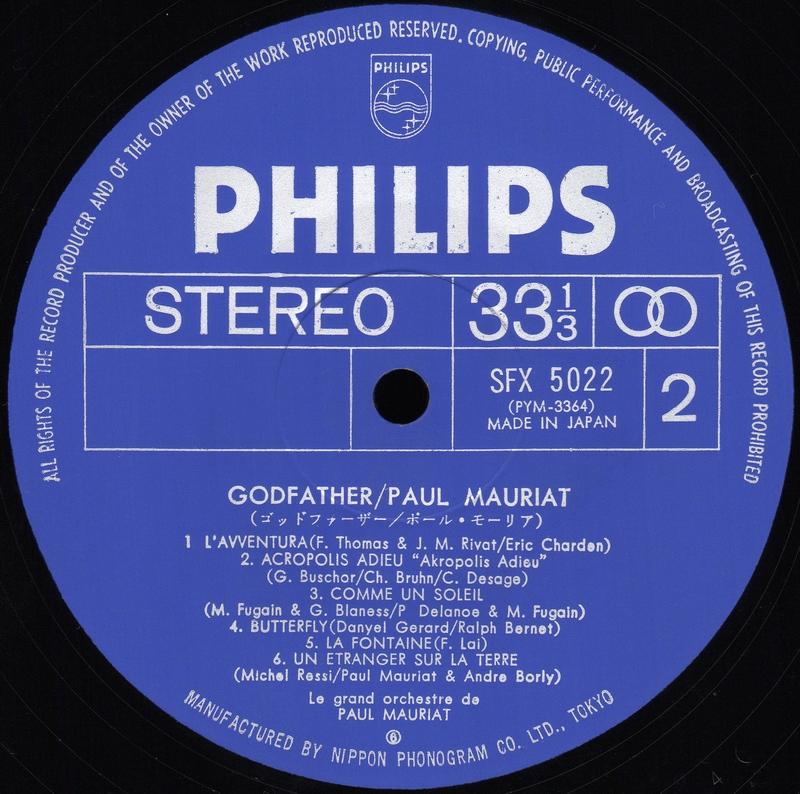 ALL RIGHTS OF THE RECORD PRODUCER AND OF THE OWNER OF THE WORK REPRODUCED RESERVED. COPYING, PUBLIC PERFORMANCE AND BROADCASTING OF THIS RECORD PROHIBITED
PHILIPS
PHILIPS
STEREO
33 1/3
SFX 5022
(PYM-3364)
MADE IN JAPAN
2
GODFATHER/PAUL MAURIAT
(ゴッドファーザー/ポール・モーリア)
1 L'AVVENTURA(F. Thomas & J. M. Rivat/Eric Charden)
2. ACROPOLIS ADIEU "Akropolis Adieu"
(G. Buschor/Ch. Bruhn/C. Desage)
3. COMME UN SOLEIL
(M. Fugain & G. Blaness/P Delanoe & M. Fugain)
4. BUTTERFLY(Danyel Gerard/Ralph Bernet)
5. LA FONTAINE(F. Lai)
6. UN ETRANGER SUR LA TERRE
(Michel Ressi/Paul Mauriat & Andre Borly)
Le grand orchestre de
PAUL MAURIAT
⑥
MANUFACTURED BY NIPPON PHONOGRAM CO. LTD., TOKYO